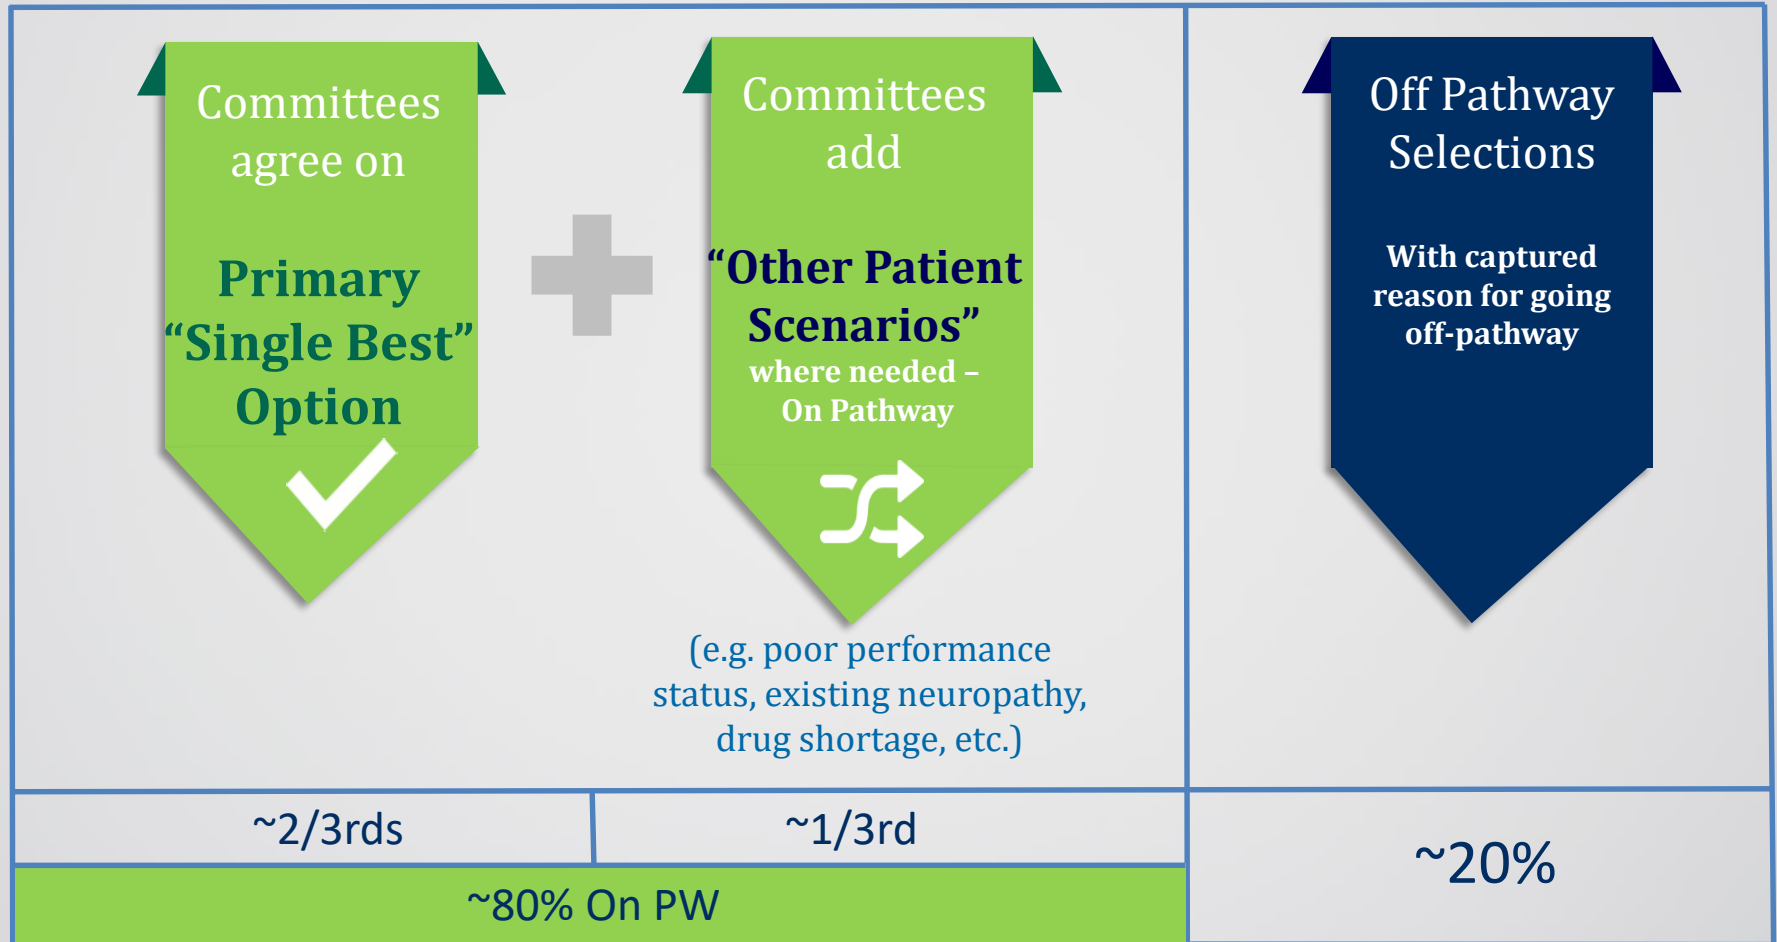 Committees
agree on
Primary
“Single Best”
Option
Committees
add
“Other Patient
Scenarios”
where needed –
On Pathway
(e.g. poor performance
status, existing neuropathy,
drug shortage, etc.)
Off Pathway
Selections
With captured
reason for going
off-pathway
~2/3rds
~1/3rd
~20%
~80% On PW